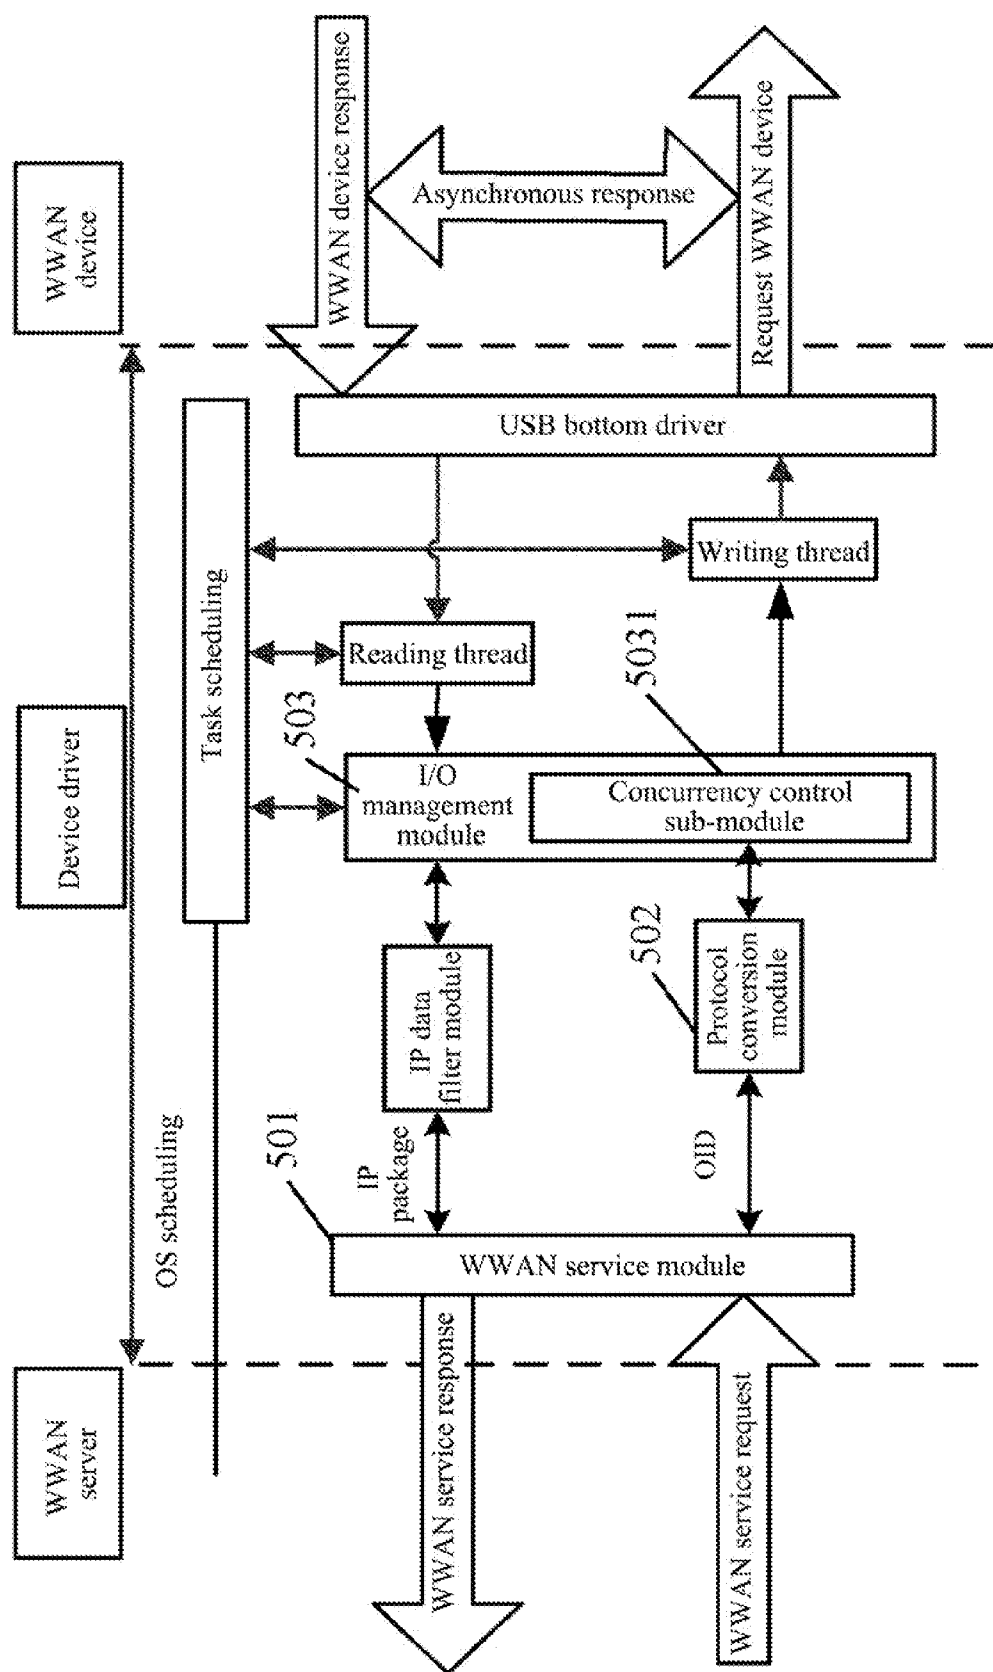 WWAN
device
WWAN device response
Asynchronous response
Request WWAN device
USB bottom driver
Writing thread
Reading thread
Task scheduling
Device driver
503
5031
I/O
management
module
Concurrency control
sub-module
502
Protocol
conversion
module
IP data
filter module
501
IP
package
OID
OS scheduling
WWAN service module
WWAN
server
WWAN service response
WWAN service request